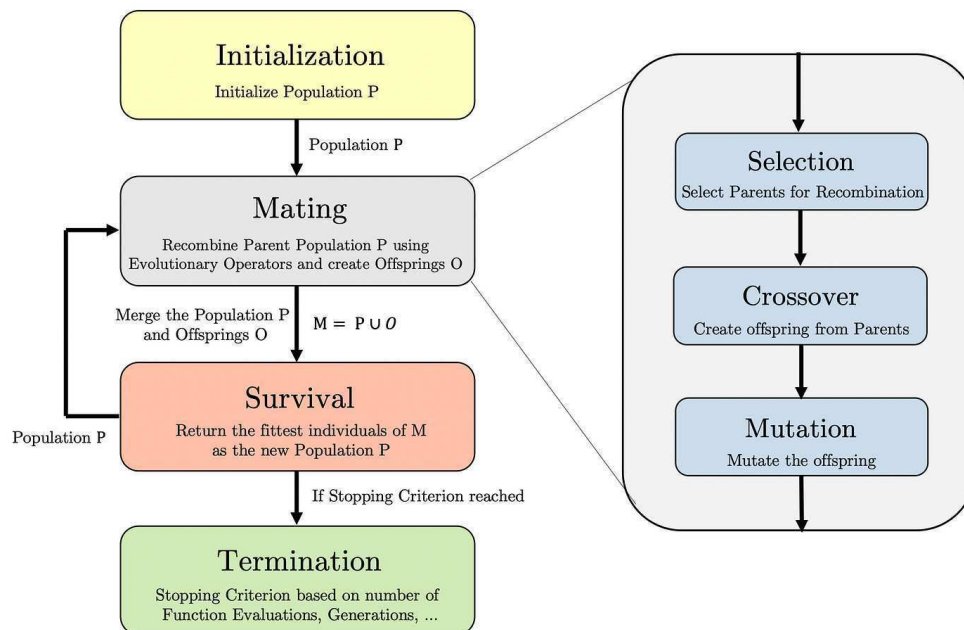 Initialization
Initialize Population P
Population P
Mating
Recombine Parent Population P using
Evolutionary Operators and create Offsprings O
Merge the Population P
and Offsprings O
M = P ∪ O
Survival
Return the fittest individuals of M
as the new Population P
Population P
If Stopping Criterion reached
Termination
Stopping Criterion based on number of
Function Evaluations, Generations, ...
Selection
Select Parents for Recombination
Crossover
Create offspring from Parents
Mutation
Mutate the offspring